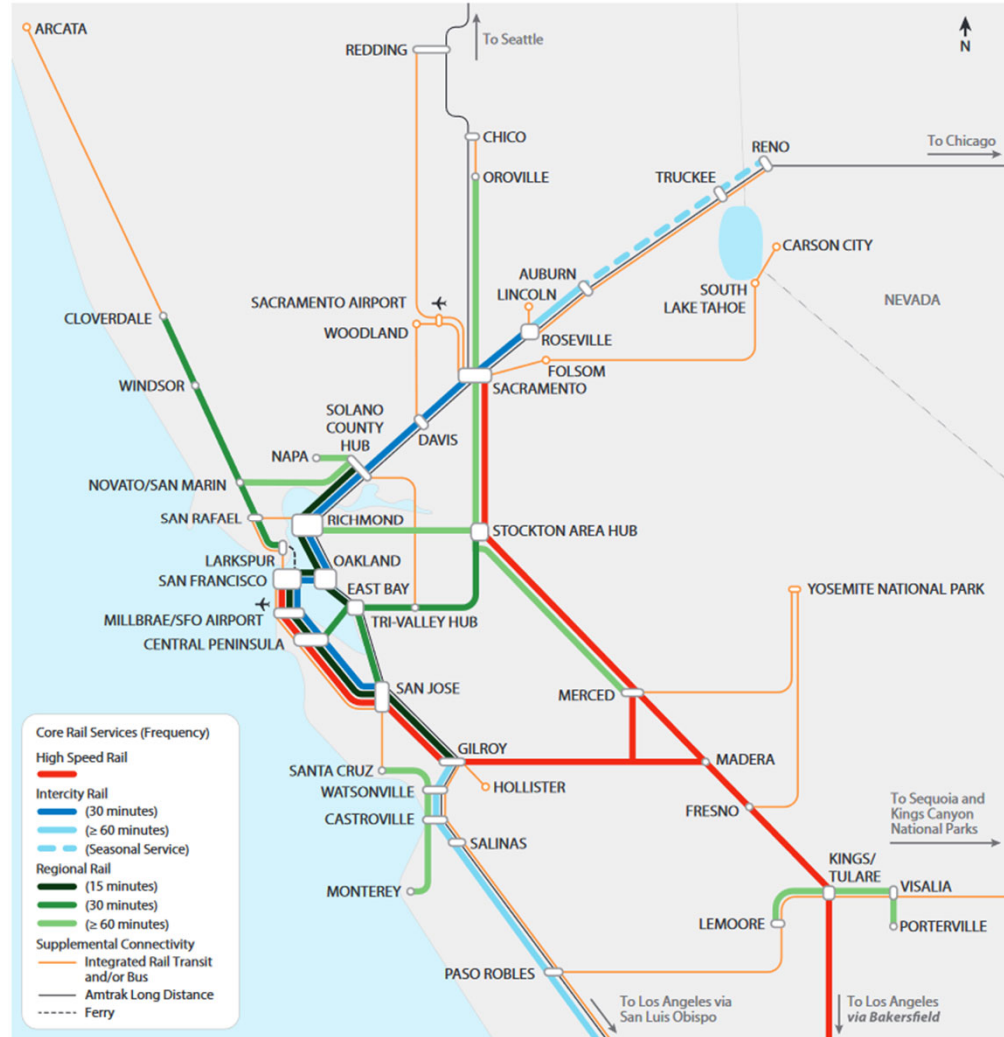 ARCATA
REDDING
To Seattle
N
CHICO
To Chicago
RENO
OROVILLE
TRUCKEE
CARSON CITY
AUBURN
LINCOLN
SOUTH
LAKE TAHOE
NEVADA
SACRAMENTO AIRPORT
WOODLAND
CLOVERDALE
ROSEVILLE
FOLSOM
WINDSOR
SACRAMENTO
SOLANO
COUNTY
HUB
DAVIS
NAPA
NOVATO/SAN MARIN
SAN RAFAEL
RICHMOND
STOCKTON AREA HUB
LARKSPUR
OAKLAND
SAN FRANCISCO
EAST BAY
YOSEMITE NATIONAL PARK
MILLBRAE/SFO AIRPORT
TRI-VALLEY HUB
CENTRAL PENINSULA
SAN JOSE
MERCED
GILROY
MADERA
SANTA CRUZ
HOLLISTER
WATSONVILLE
FRESNO
CASTROVILLE
SALINAS
To Sequoia and
Kings Canyon
National Parks
KINGS/
TULARE
MONTEREY
VISALIA
LEMOORE
PORTERVILLE
PASO ROBLES
To Los Angeles via
San Luis Obispo
To Los Angeles
via Bakersfield
Core Rail Services (Frequency)
High Speed Rail
Intercity Rail
(30 minutes)
(≥ 60 minutes)
(Seasonal Service)
Regional Rail
(15 minutes)
(30 minutes)
(≥ 60 minutes)
Supplemental Connectivity
Integrated Rail Transit
and/or Bus
Amtrak Long Distance
Ferry